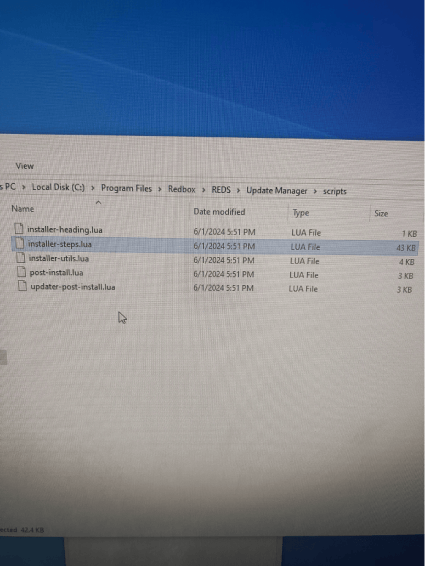 View
s PC > Local Disk (C:) > Program Files > Redbox > REDS > Update Manager > scripts
Name Date modified Type Size
installer-heading.lua 6/1/2024 5:51 PM LUA File 1 KB
installer-steps.lua 6/1/2024 5:51 PM LUA File 43 KB
installer-utils.lua 6/1/2024 5:51 PM LUA File 4 KB
post-install.lua 6/1/2024 5:51 PM LUA File 3 KB
updater-post-install.lua 6/1/2024 5:51 PM LUA File 3 KB
ected 42.4 KB